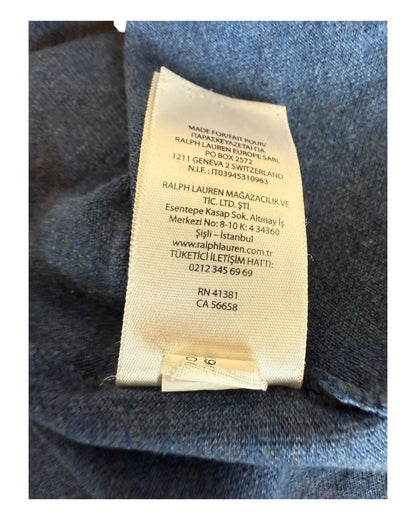 MADE FOR/FAIT POUR/
ΠΑΡΑΣΚΕΥΑΖΕΤΑΙ ΓΙΑ
RALPH LAUREN EUROPE SARL
PO BOX 2572
1211 GENEVA 2 SWITZERLAND
N.I.F. : IT03945310963
RALPH LAUREN MAĞAZACILIK VE
TİC. LTD. ŞTİ.
Esentepe Kasap Sok. Altınay İş
Merkezi No: 8-10 K: 4 34360
Şişli – İstanbul
www.ralphlauren.com.tr
TÜKETİCİ İLETİŞİM HATTI:
0212 345 69 69
RN 41381
CA 56658